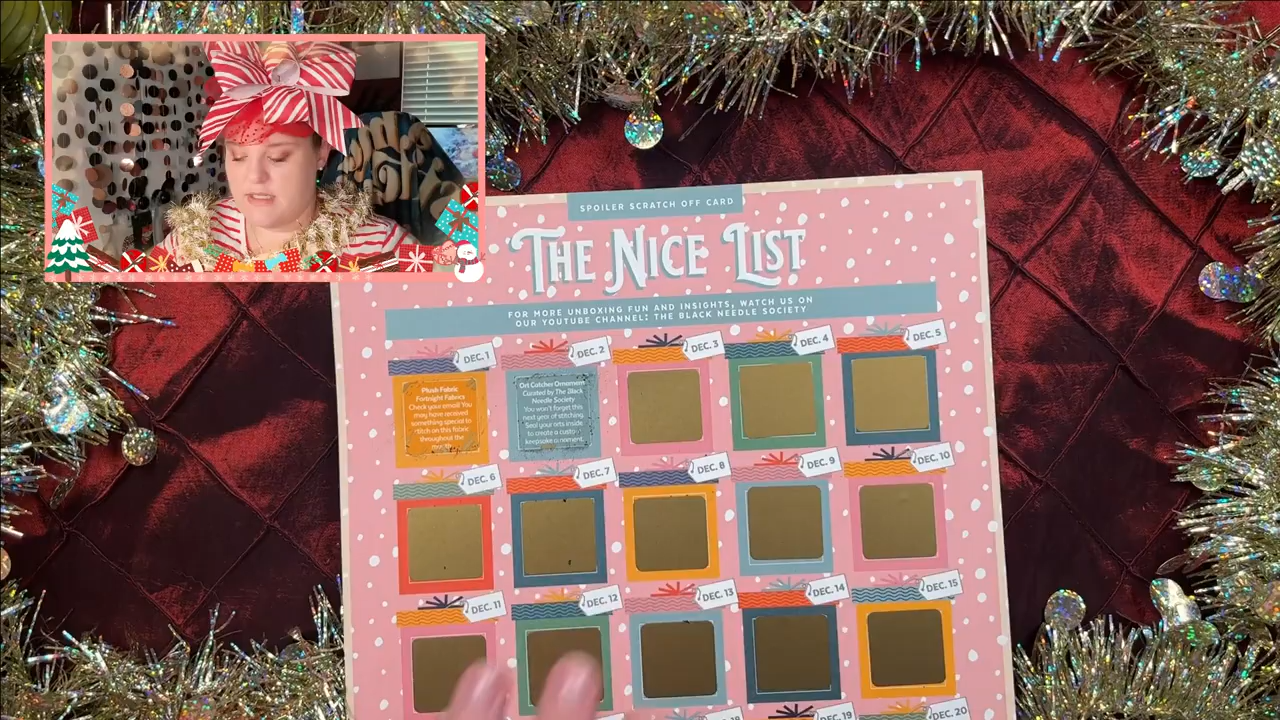 SPOILER SCRATCH OFF CARD
THE NICE LIST
FOR MORE UNBOXING FUN AND INSIGHTS, WATCH US ON
OUR YOUTUBE CHANNEL: THE BLACK NEEDLE SOCIETY
DEC. 1
DEC. 2
DEC. 3
DEC. 4
DEC. 5
Plush Fabric
Fortnight Fabrics
Check your email! You
may have received
something special to
stitch on this fabric
throughout the
Ort Catcher Ornament
Curated by The Black
Needle Society
You won't forget this
next year of stitching.
Seal your orts inside
to create a
keepsake ornament.
DEC. 6
DEC. 7
DEC. 8
DEC. 9
DEC. 10
DEC. 11
DEC. 12
DEC. 13
DEC. 14
DEC. 15
DEC. 19
DEC. 20